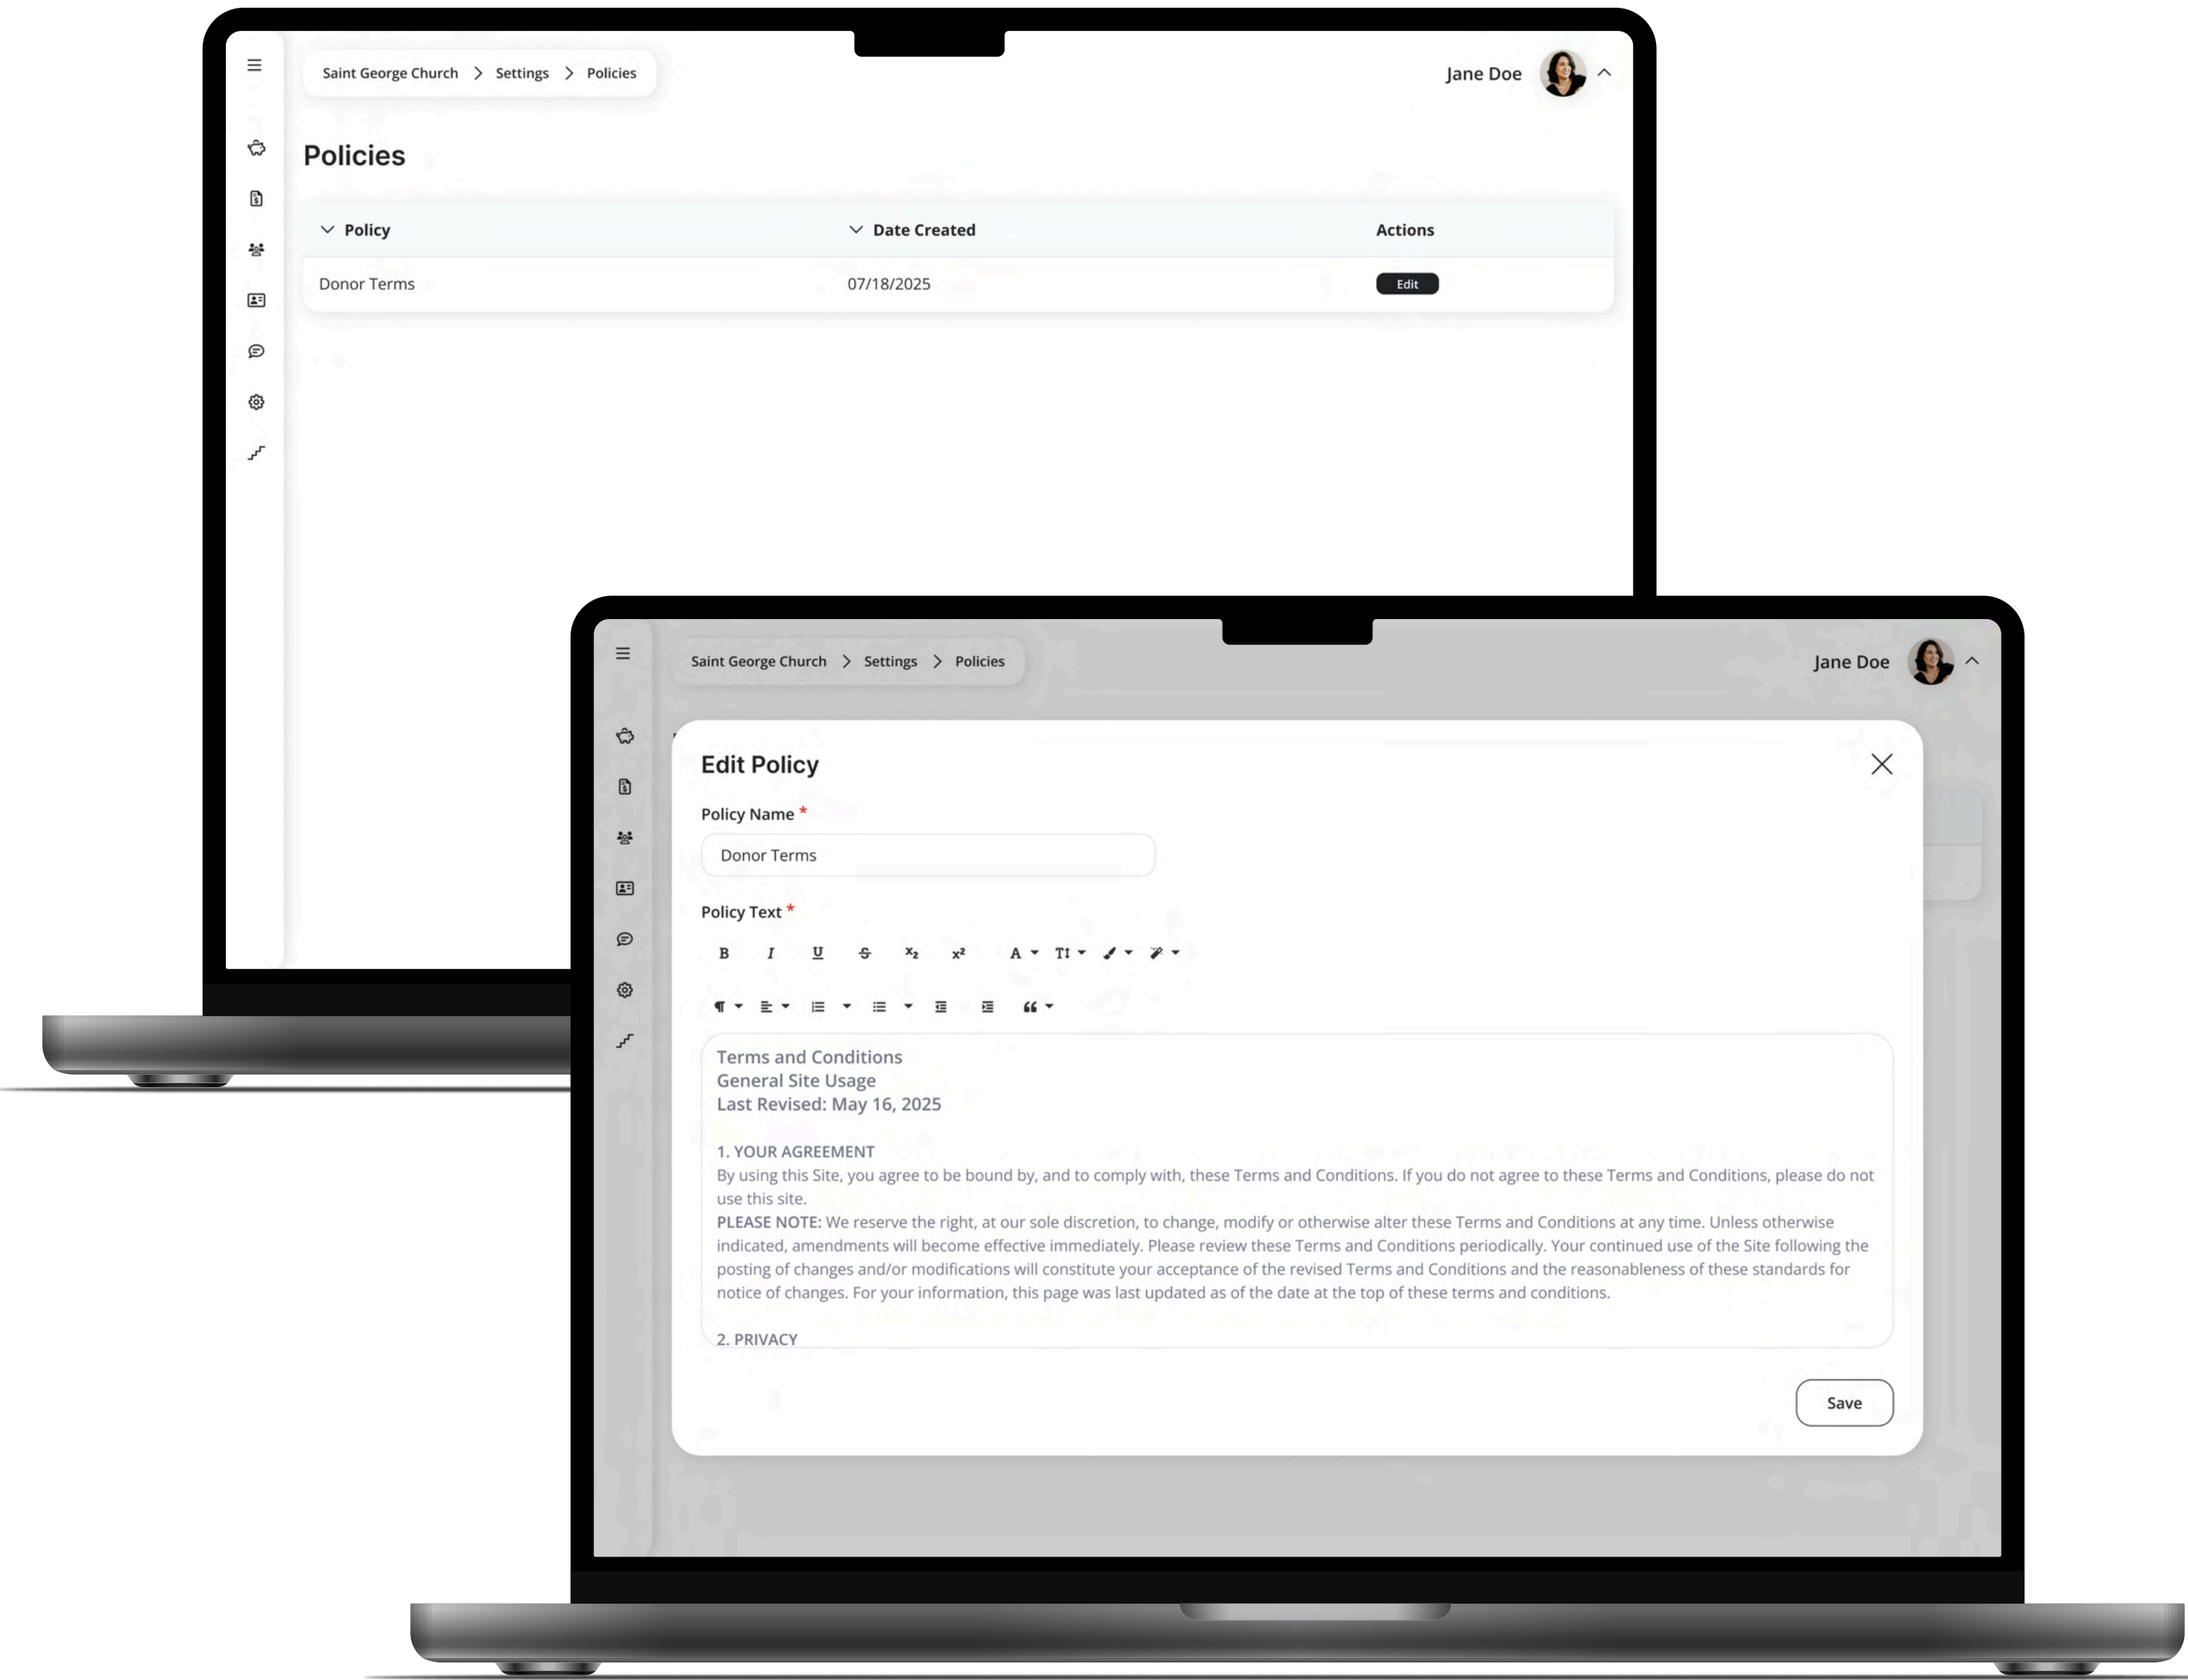 Saint George Church > Settings > Policies
Jane Doe
Policies
Policy Date Created Actions
Donor Terms 07/18/2025 Edit
Saint George Church > Settings > Policies
Jane Doe
Edit Policy
Policy Name *
Donor Terms
Policy Text *
B I U S x₂ x² A T
Terms and Conditions
General Site Usage
Last Revised: May 16, 2025
1. YOUR AGREEMENT
By using this Site, you agree to be bound by, and to comply with, these Terms and Conditions. If you do not agree to these Terms and Conditions, please do not
use this site.
PLEASE NOTE: We reserve the right, at our sole discretion, to change, modify or otherwise alter these Terms and Conditions at any time. Unless otherwise
indicated, amendments will become effective immediately. Please review these Terms and Conditions periodically. Your continued use of the Site following the
posting of changes and/or modifications will constitute your acceptance of the revised Terms and Conditions and the reasonableness of these standards for
notice of changes. For your information, this page was last updated as of the date at the top of these terms and conditions.
2. PRIVACY
Save